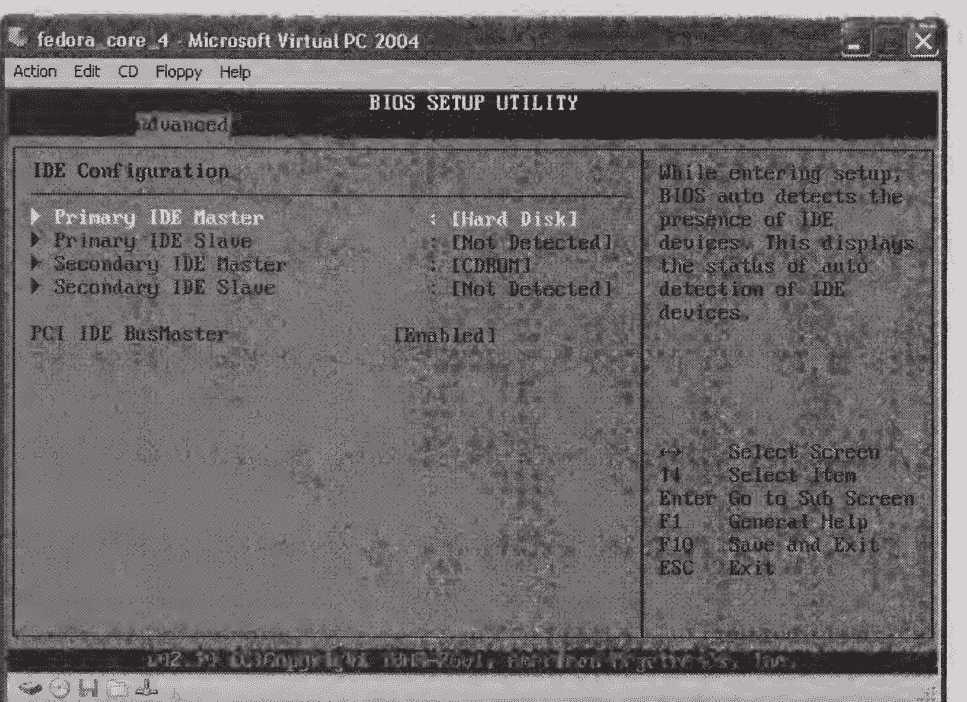 fedora_core_4 - Microsoft Virtual PC 2004
Action Edit CD Floppy Help
BIOS SETUP UTILITY
Advanced
IDE Configuration
Primary IDE Master : [Hard Disk]
Primary IDE Slave : [Not Detected]
Secondary IDE Master : [CDROM]
Secondary IDE Slave : [Not Detected]
PCI IDE BusMaster [Enabled]
While entering setup,
BIOS auto detects the
presence of IDE
devices. This displays
the status of auto
detection of IDE
devices.
↔ Select Screen
↑↓ Select Item
Enter Go to Sub Screen
F1 General Help
F10 Save and Exit
ESC Exit
Inc.